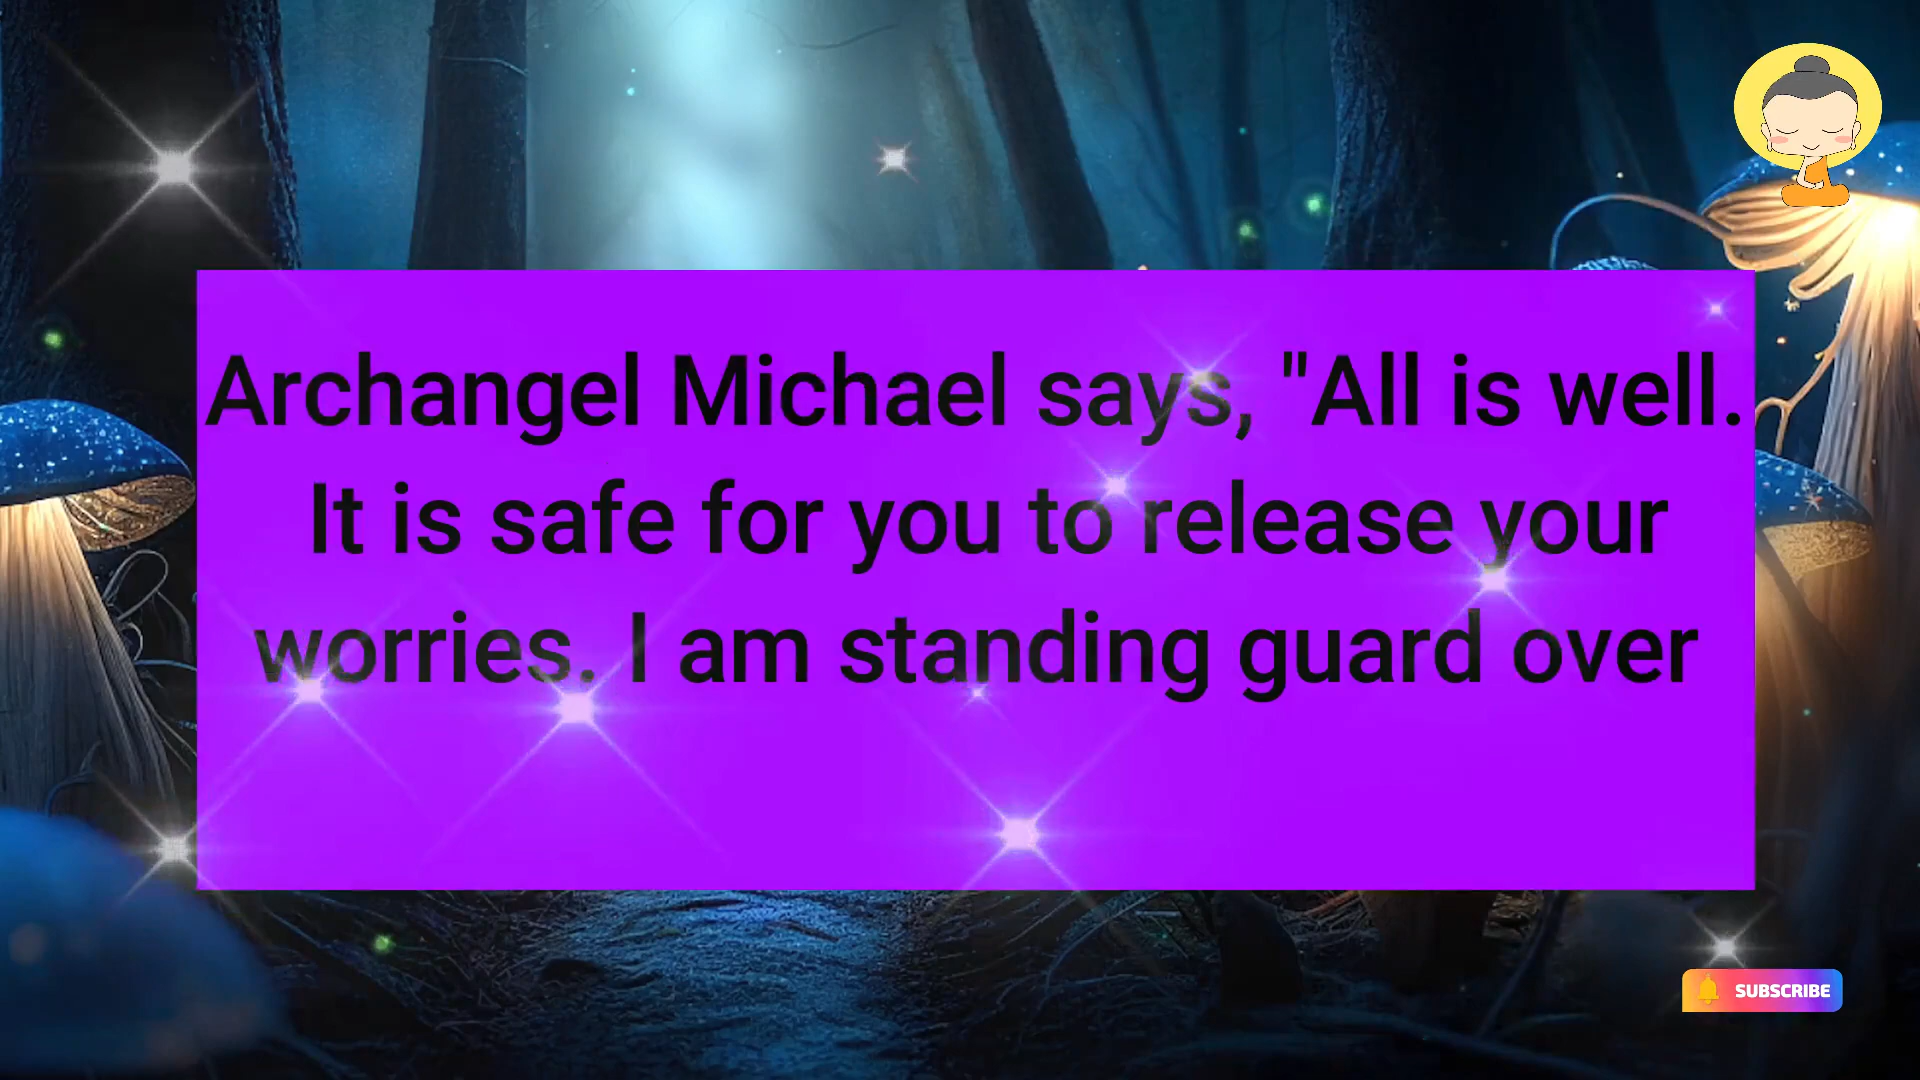 Archangel Michael says, "All is well.
It is safe for you to release your
worries. I am standing guard over
SUBSCRIBE